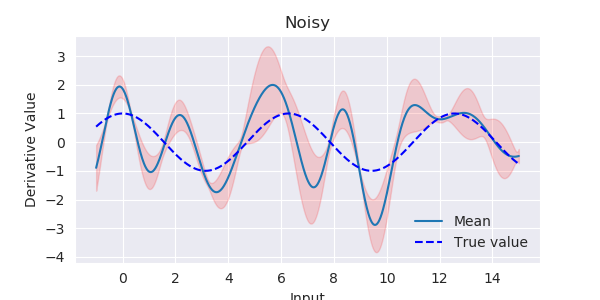 Noisy
Derivative Value
3
2
1
0
−1
−2
−3
−4
Mean
True value
0 2 4 6 8 10 12 14
Input